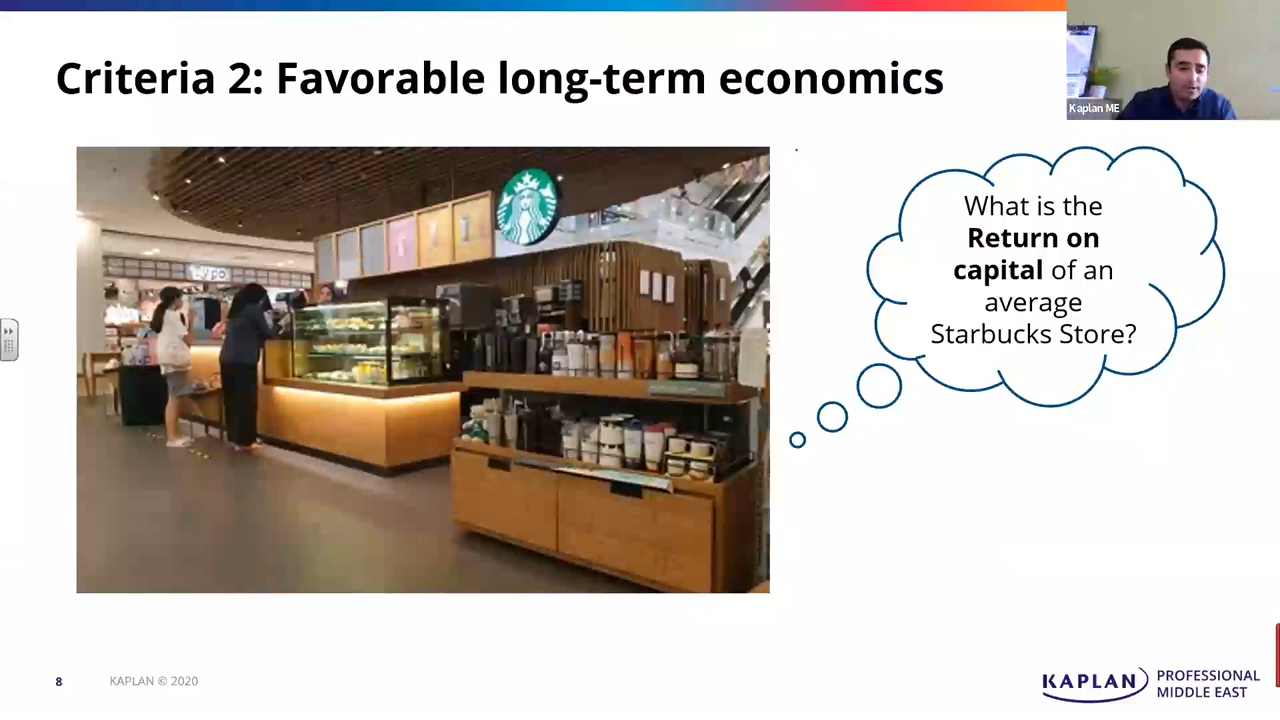 Criteria 2: Favorable long-term economics
Kaplan ME
What is the
Return on
capital of an
average
Starbucks Store?
8
KAPLAN © 2020
KAPLAN
PROFESSIONAL
MIDDLE EAST